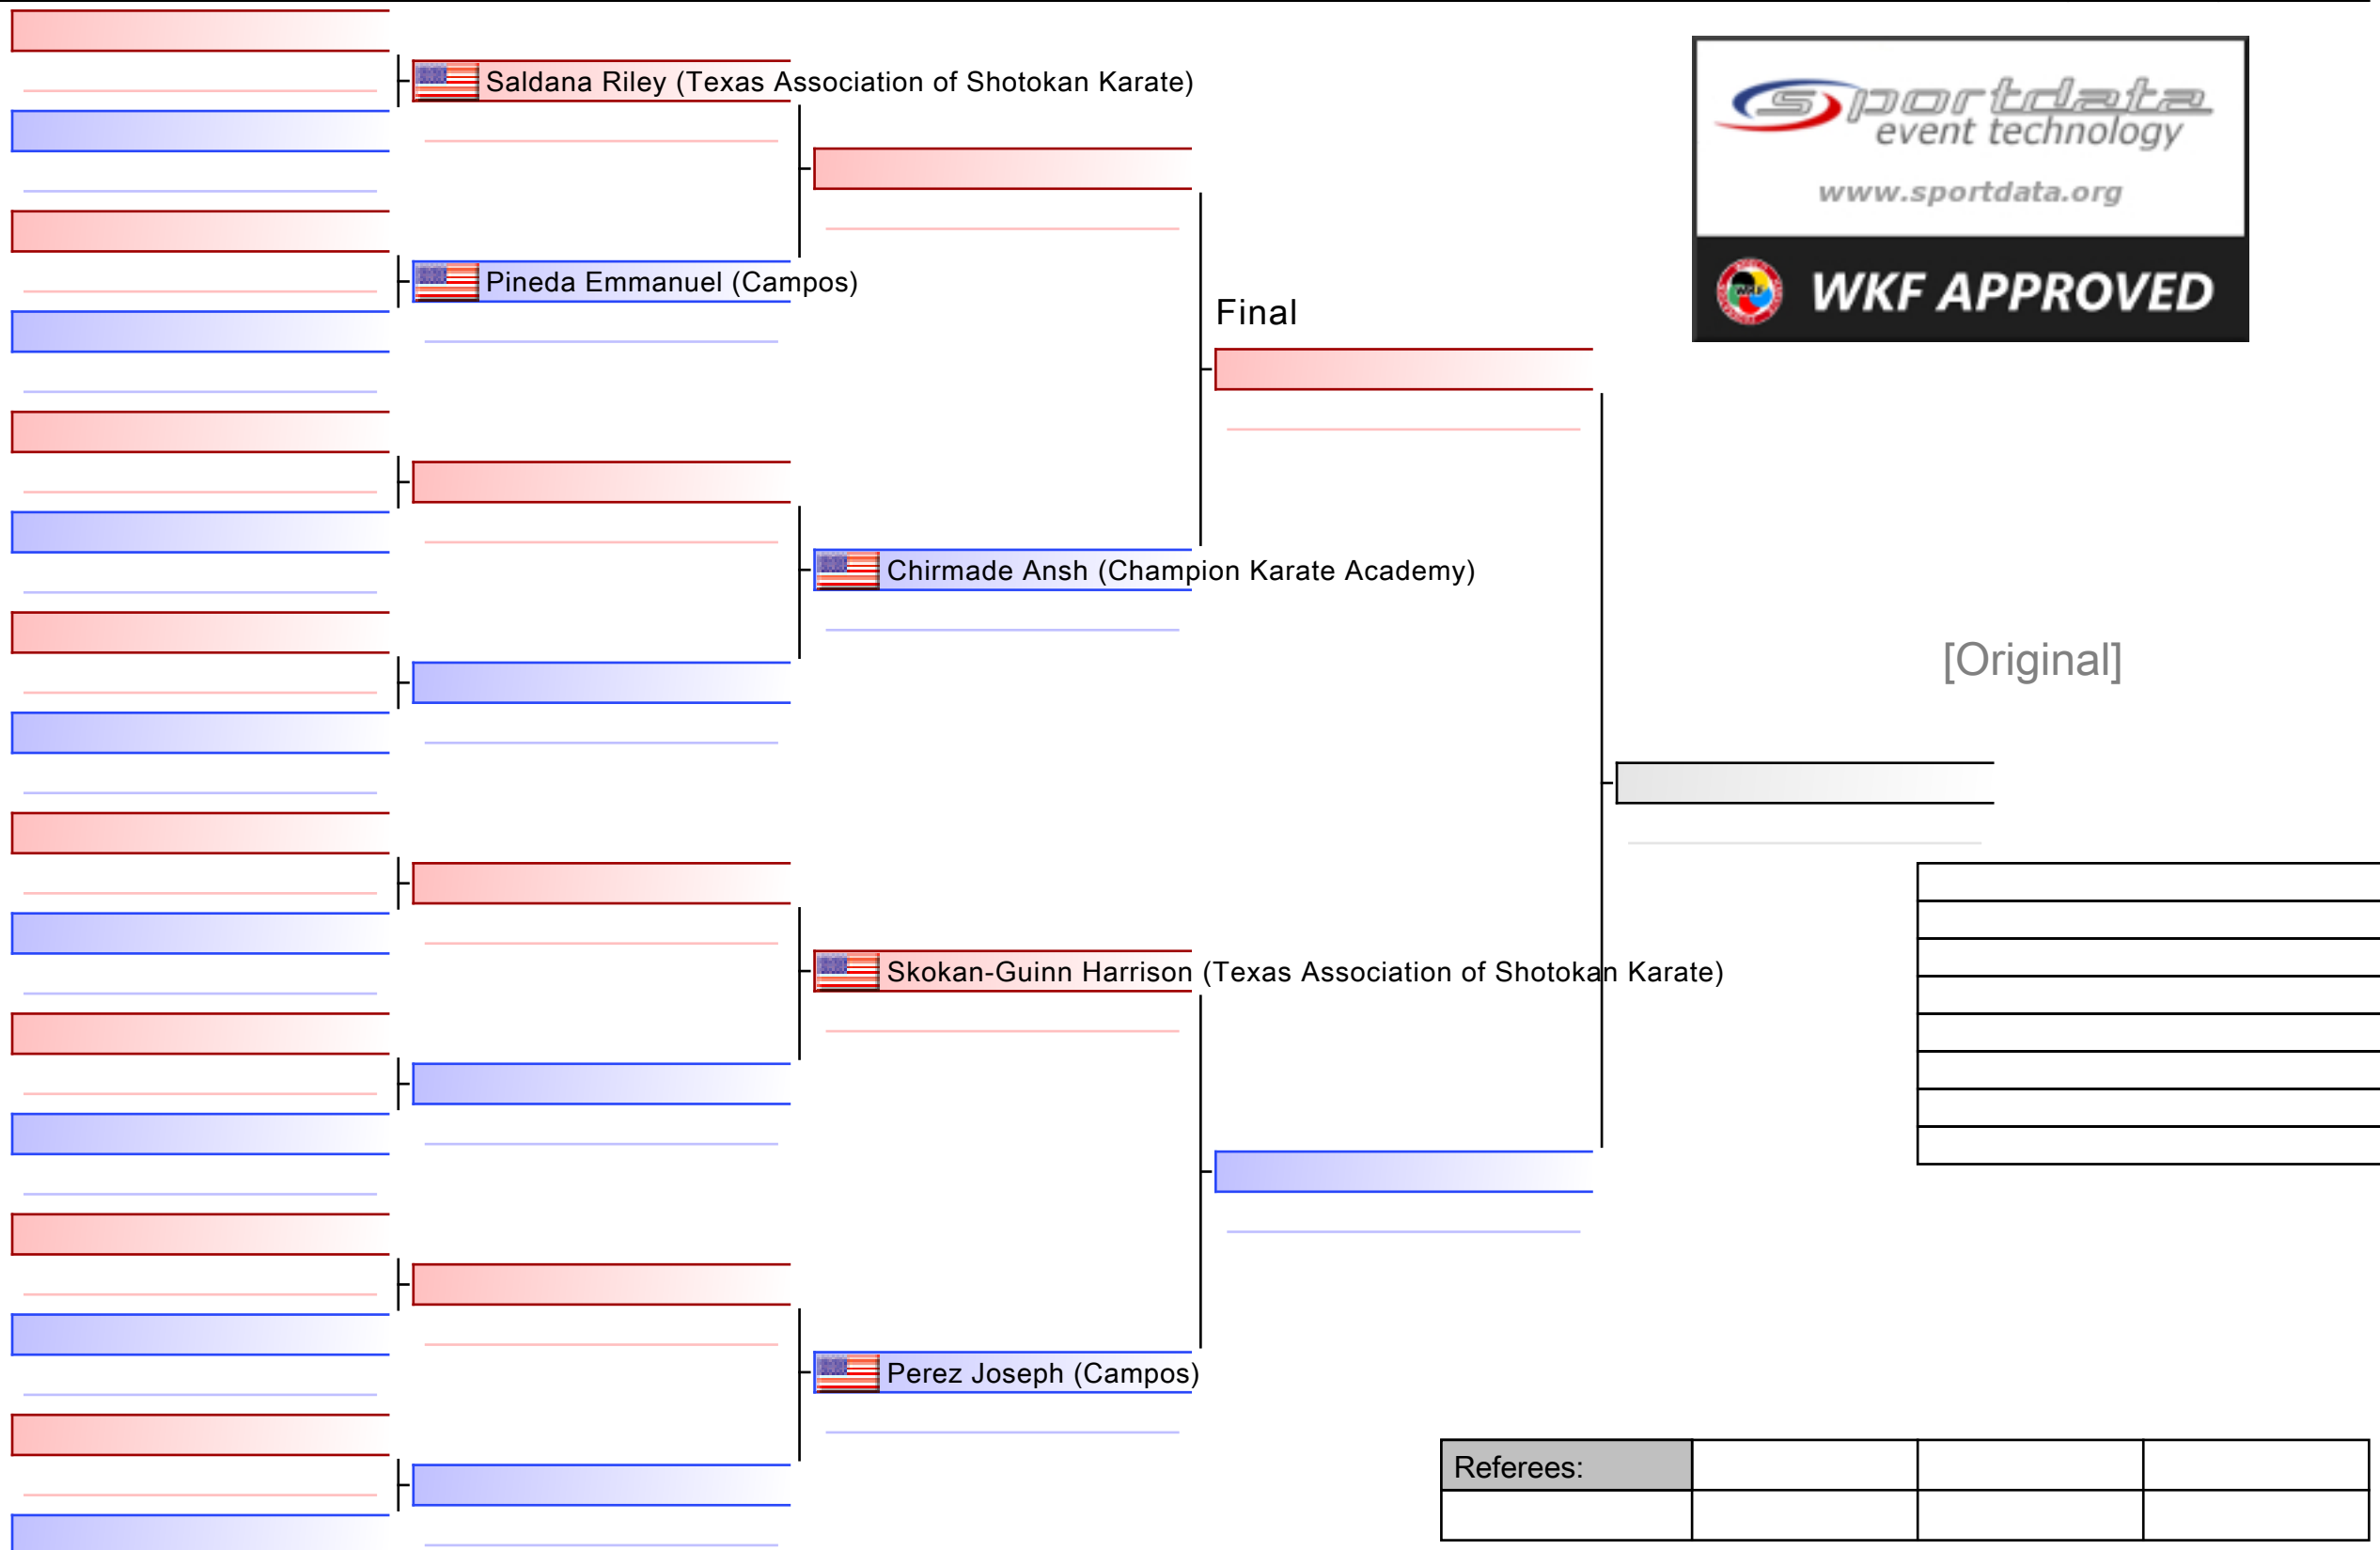 Saldana Riley (Texas Association of Shotokan Karate)
sportdata
event technology
www.sportdata.org
WKF APPROVED
Pineda Emmanuel (Campos)
Final
Chirmade Ansh (Champion Karate Academy)
[Original]
Skokan-Guinn Harrison (Texas Association of Shotokan Karate)
Perez Joseph (Campos)
Referees: